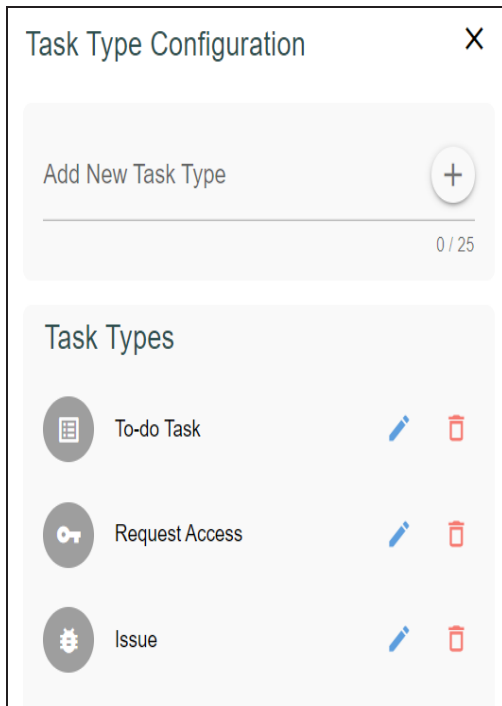 Task Type Configuration X
Add New Task Type
0 / 25
Task Types
To-do Task
Request Access
Issue